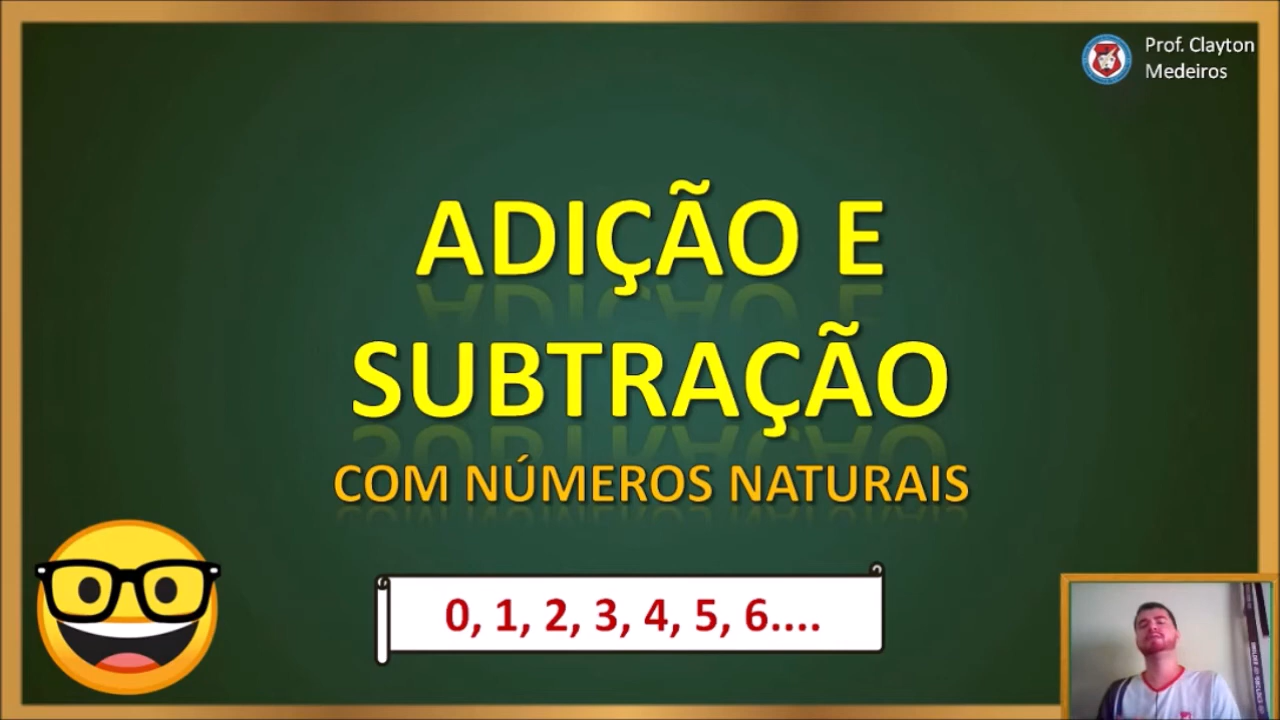 Prof. Clayton
Medeiros
ADIÇÃO E
SUBTRAÇÃO
COM NÚMEROS NATURAIS
0, 1, 2, 3, 4, 5, 6....